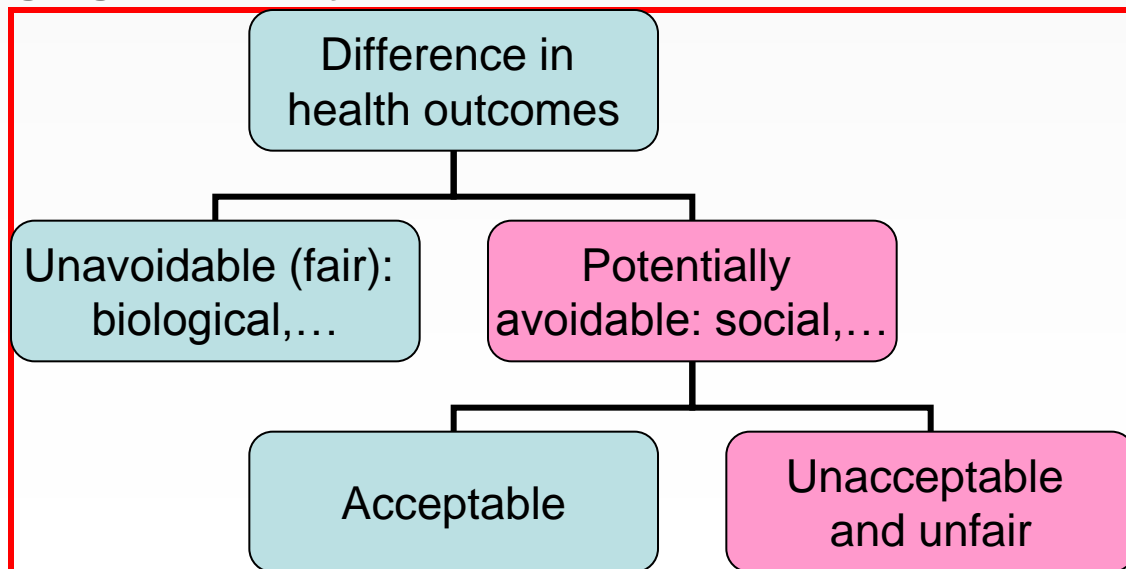 Difference in
health outcomes
Unavoidable (fair):
biological,…
Potentially
avoidable: social,…
Acceptable
Unacceptable
and unfair